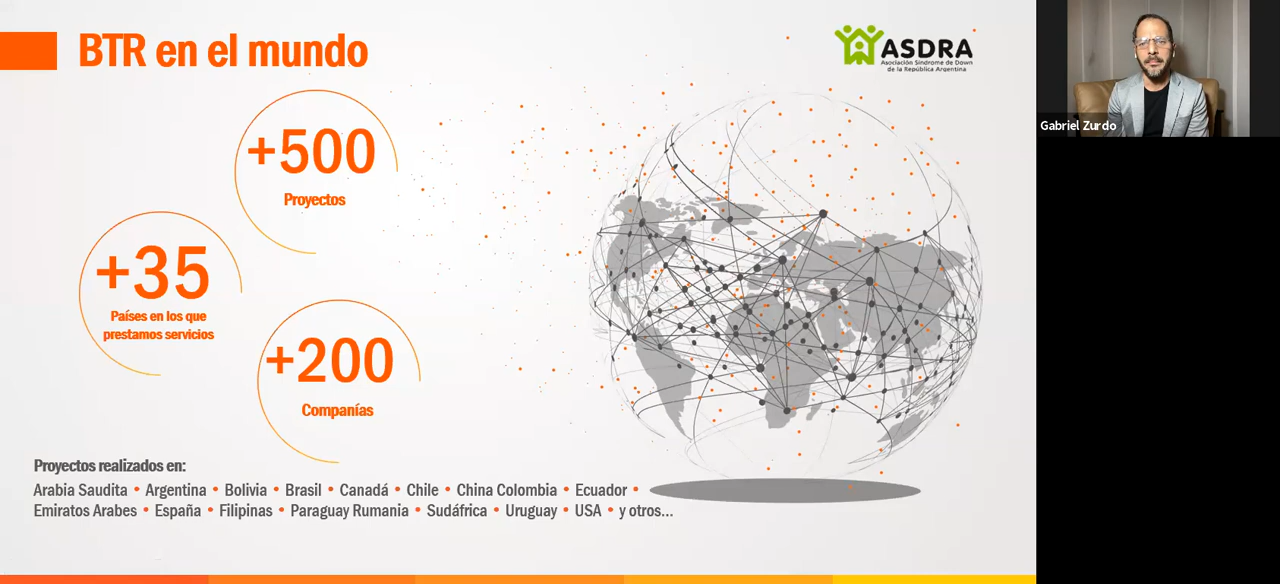 BTR en el mundo
ASDRA
Asociación Síndrome de Down
de la República Argentina
Gabriel Zurdo
+500
Proyectos
+35
Países en los que
prestamos servicios
+200
Companías
Proyectos realizados en:
Arabia Saudita • Argentina • Bolivia • Brasil • Canadá • Chile • China Colombia • Ecuador •
Emiratos Arabes • España • Filipinas • Paraguay Rumania • Sudáfrica • Uruguay • USA • y otros...